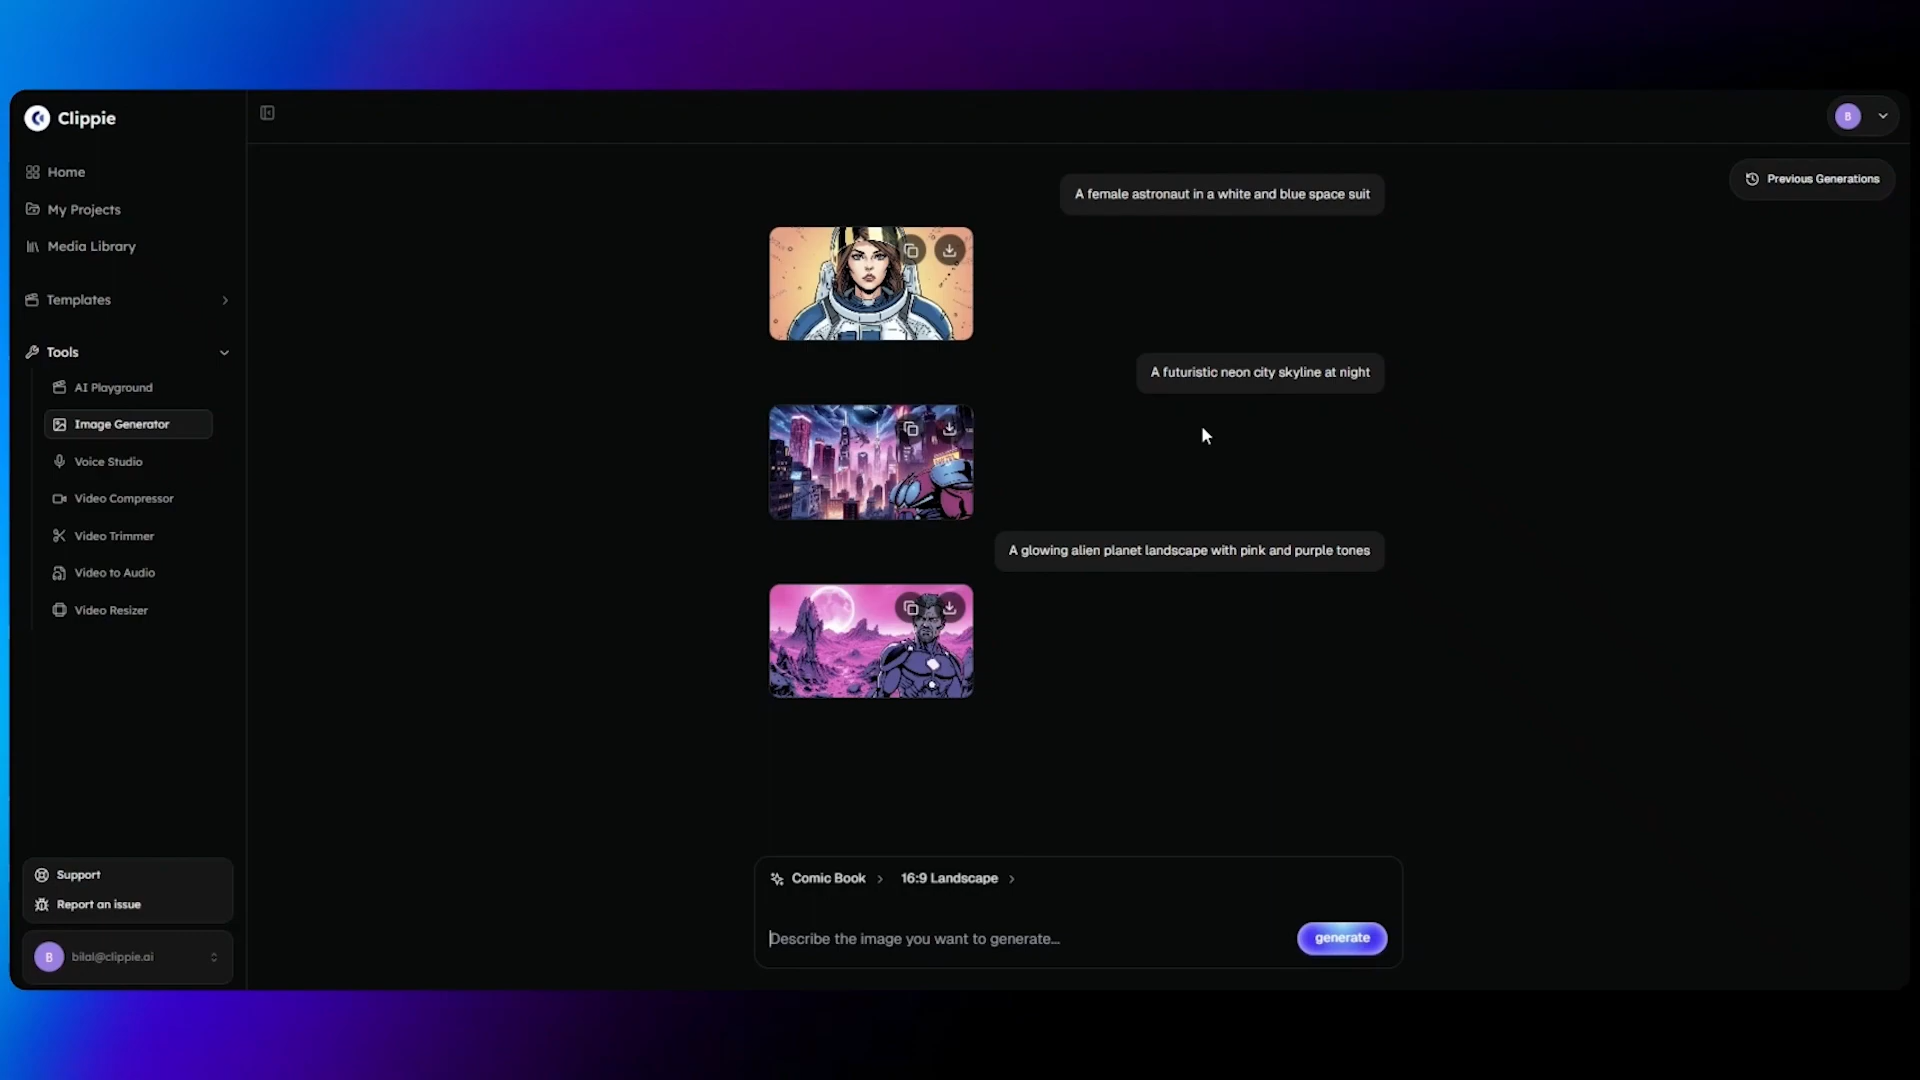 Clippie
Home
My Projects
Media Library
Templates
Tools
AI Playground
Image Generator
Voice Studio
Video Compressor
Video Trimmer
Video to Audio
Video Resizer
Support
Report an issue
B
bilal@clippie.ai
B
Previous Generations
A female astronaut in a white and blue space suit
A futuristic neon city skyline at night
A glowing alien planet landscape with pink and purple tones
Comic Book
16:9 Landscape
Describe the image you want to generate...
generate